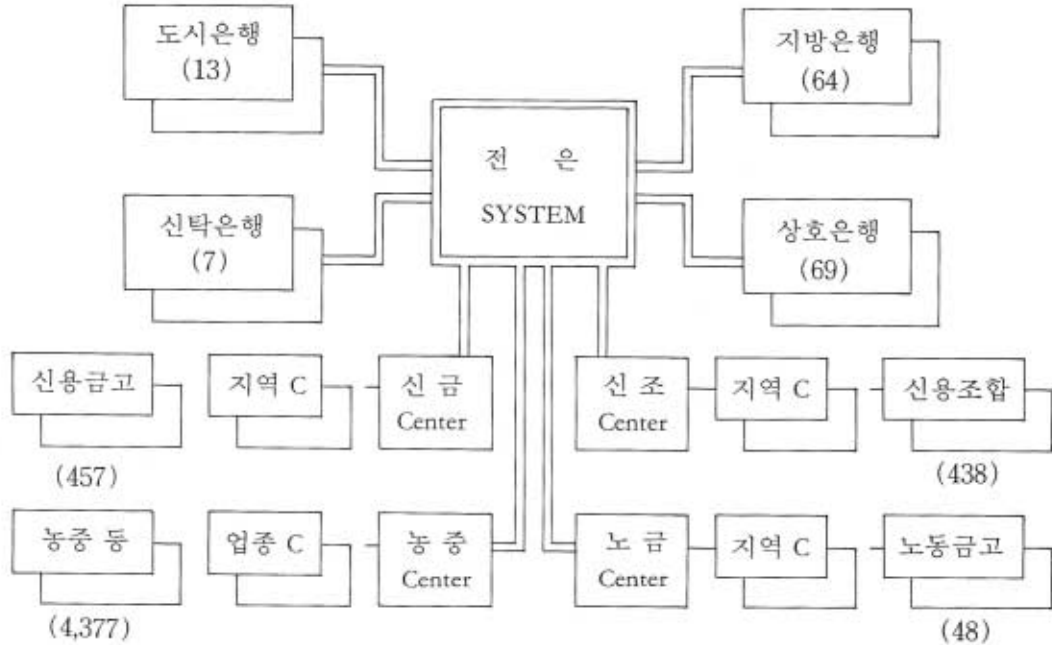 도시은행
(13)
지방은행
(64)
전 은
SYSTEM
신탁은행
(7)
상호은행
(69)
신용금고
(457)
지역 C
신 금
Center
신 조
Center
지역 C
신용조합
(438)
농중 등
(4,377)
업종 C
농 중
Center
노 금
Center
지역 C
노동금고
(48)